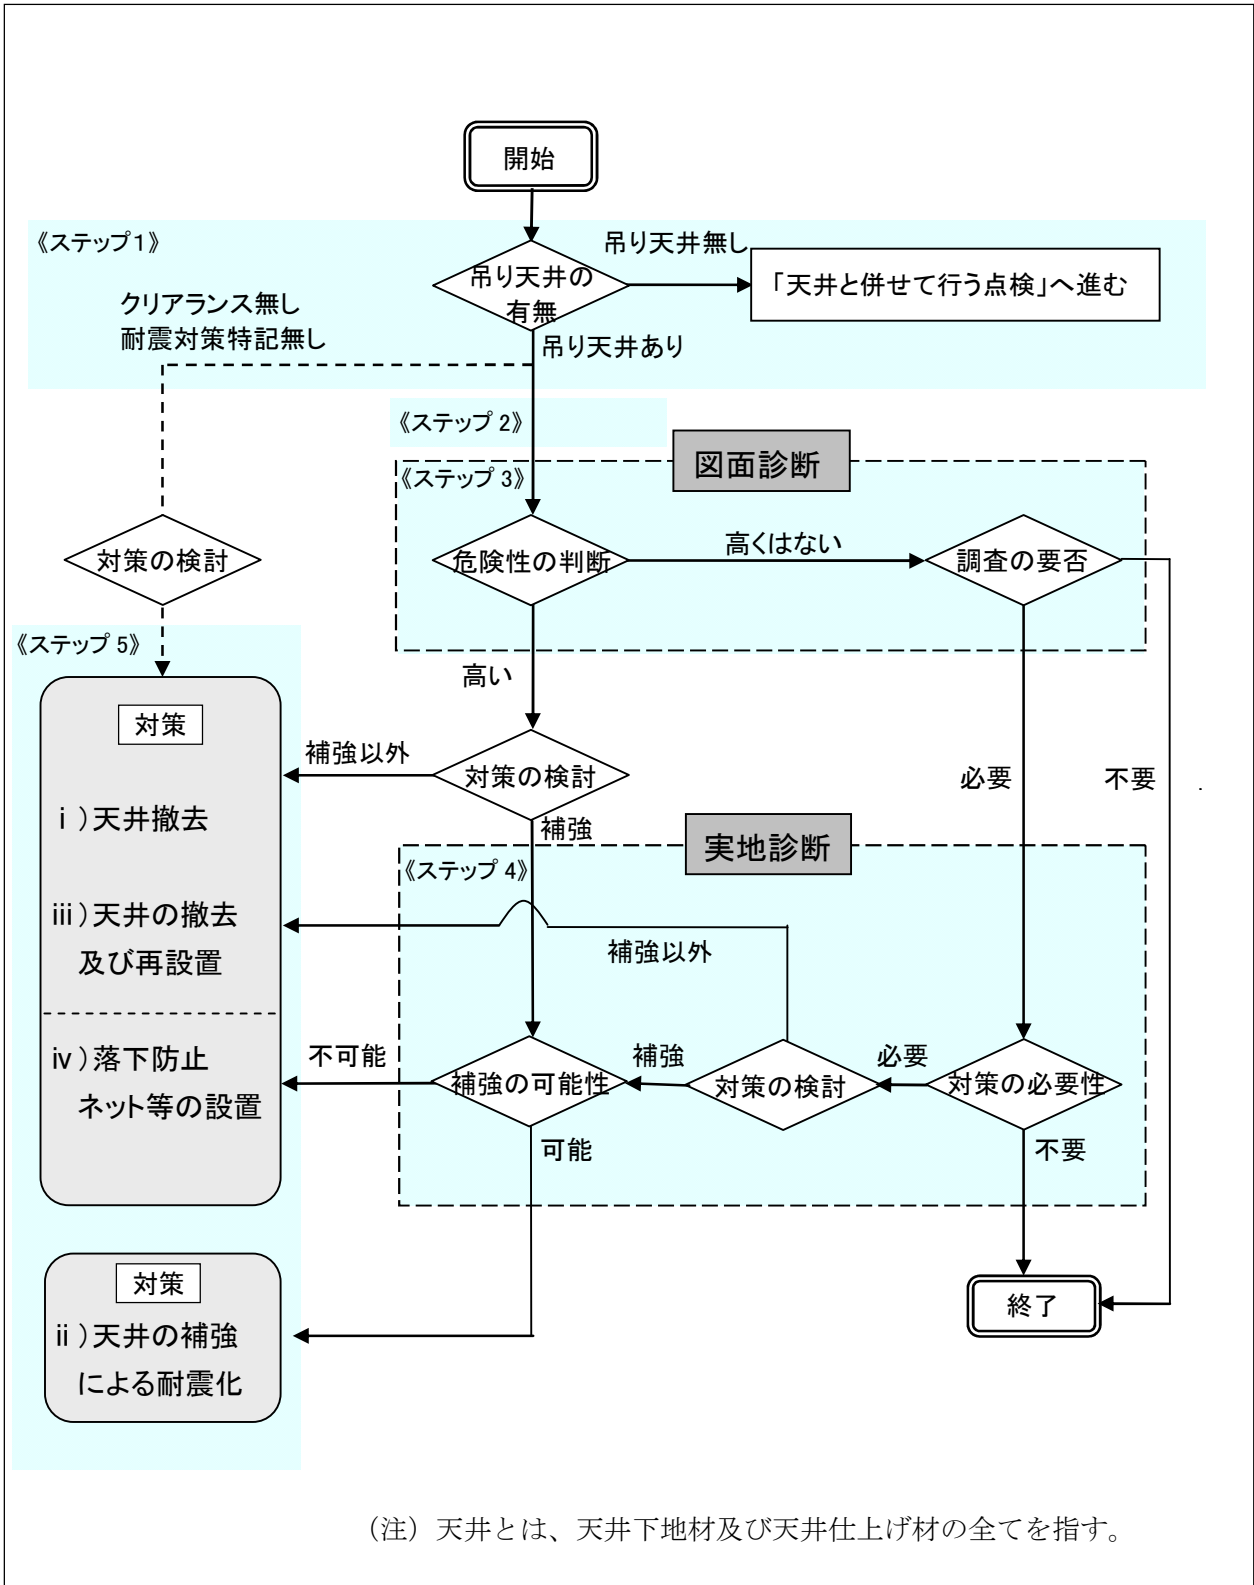 開始
《ステップ1》
吊り天井の
有無
吊り天井無し
「天井と併せて行う点検」へ進む
クリアランス無し
耐震対策特記無し
吊り天井あり
《ステップ 2》
図面診断
《ステップ 3》
対策の検討
危険性の判断
高くはない
調査の要否
高い
《ステップ 5》
対策
補強以外
対策の検討
必要
不要
補強
実地診断
《ステップ 4》
ⅰ)天井撤去
ⅲ)天井の撤去
及び再設置
補強以外
ⅳ)落下防止
ネット等の設置
不可能
補強の可能性
補強
対策の検討
必要
対策の必要性
可能
不要
対策
ⅱ)天井の補強
による耐震化
終了
(注)天井とは、天井下地材及び天井仕上げ材の全てを指す。